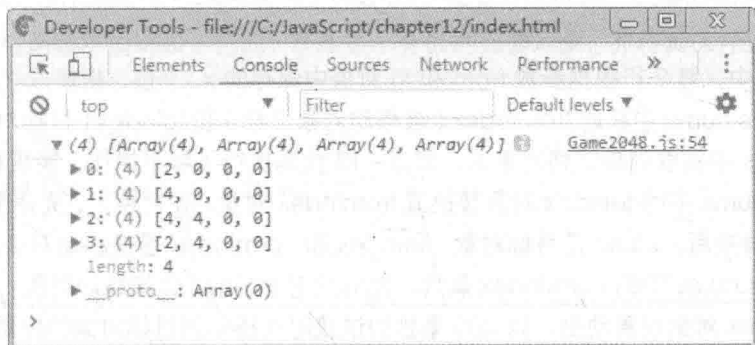 Developer Tools - file:///C:/JavaScript/chapter12/index.html
Elements Console Sources Network Performance »
top ▼ Filter Default levels ▼
▼ (4) [Array(4), Array(4), Array(4), Array(4)] Game2048.js:54
▶ 0: (4) [2, 0, 0, 0]
▶ 1: (4) [4, 0, 0, 0]
▶ 2: (4) [4, 4, 0, 0]
▶ 3: (4) [2, 4, 0, 0]
length: 4
▶ __proto__: Array(0)
>